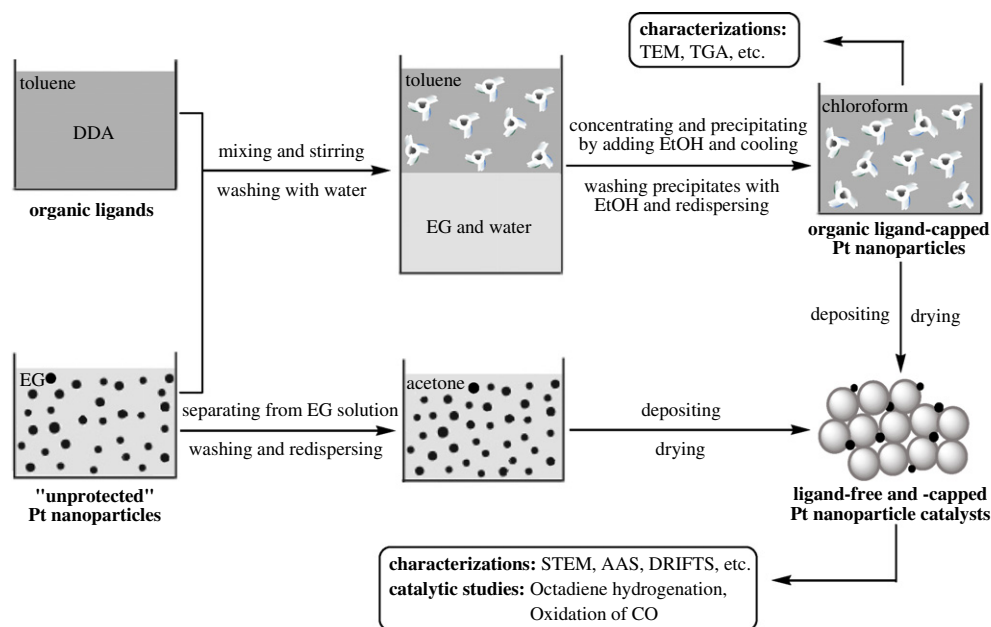 characterizations:
TEM, TGA, etc.
toluene
DDA
organic ligands
mixing and stirring
washing with water
toluene
EG and water
concentrating and precipitating
by adding EtOH and cooling
washing precipitates with
EtOH and redispersing
chloroform
organic ligand-capped
Pt nanoparticles
depositing
drying
EG
"unprotected"
Pt nanoparticles
separating from EG solution
washing and redispersing
acetone
depositing
drying
ligand-free and -capped
Pt nanoparticle catalysts
characterizations: STEM, AAS, DRIFTS, etc.
catalytic studies: Octadiene hydrogenation,
Oxidation of CO